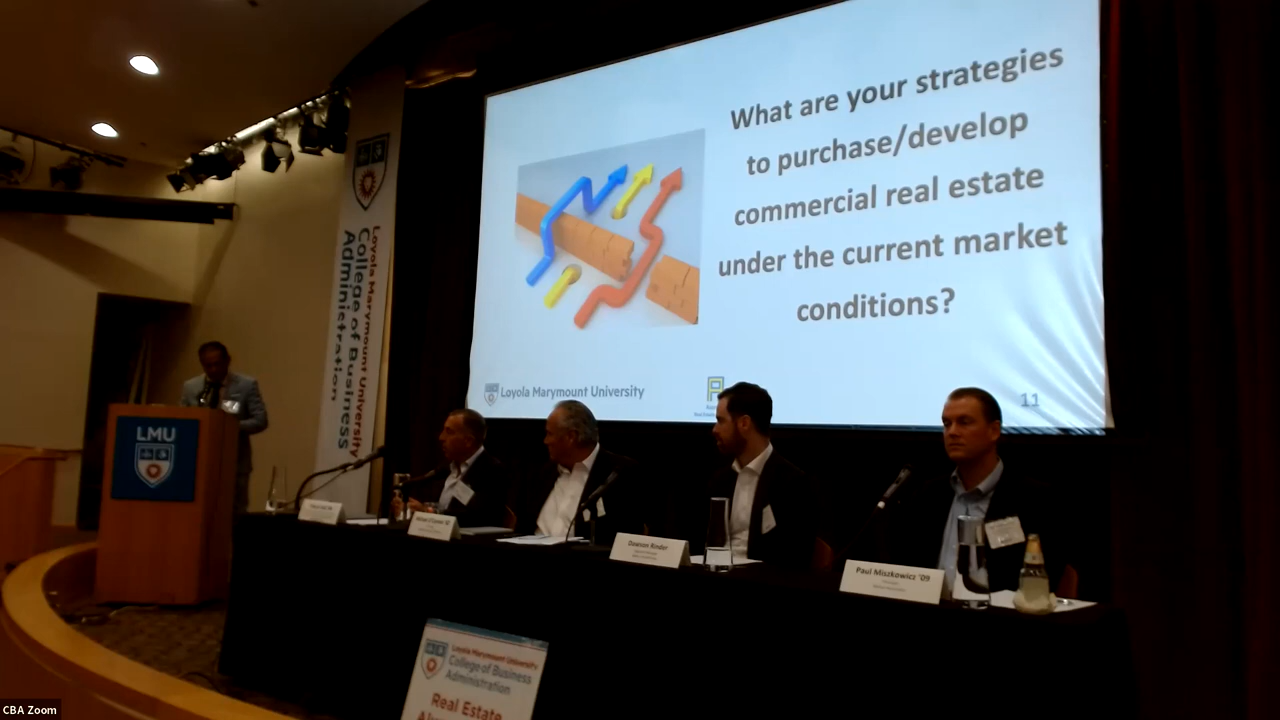 What are your strategies
to purchase/develop
commercial real estate
under the current market
conditions?
Loyola Marymount University
11
Loyola Marymount University
College of Business
Administration
LMU
Dawson Rinder
Paul Miszkowicz '09
Loyola Marymount University
College of Business
Administration
Real Estate
CBA Zoom